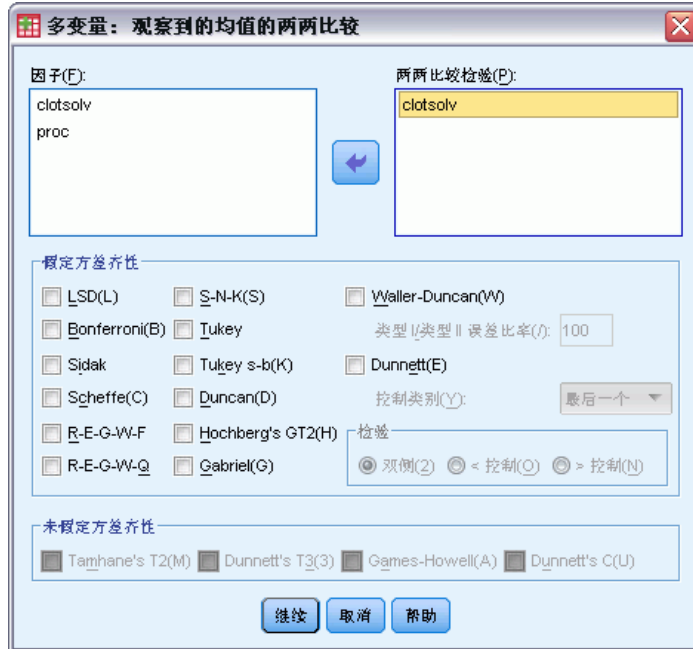 多变量：观察到的均值的两两比较
因子(F):
clotsolv
proc
两两比较检验(P):
clotsolv
假定方差齐性
LSD(L)
S-N-K(S)
Waller-Duncan(W)
Bonferroni(B)
Tukey
类型 I/类型 II 误差比率(/):
100
Sidak
Tukey s-b(K)
Dunnett(E)
Scheffe(C)
Duncan(D)
控制类别(Y):
最后一个
R-E-G-W-F
Hochberg's GT2(H)
检验
R-E-G-W-Q
Gabriel(G)
双侧(2)
< 控制(O)
> 控制(N)
未假定方差齐性
Tamhane's T2(M)
Dunnett's T3(3)
Games-Howell(A)
Dunnett's C(U)
继续
取消
帮助